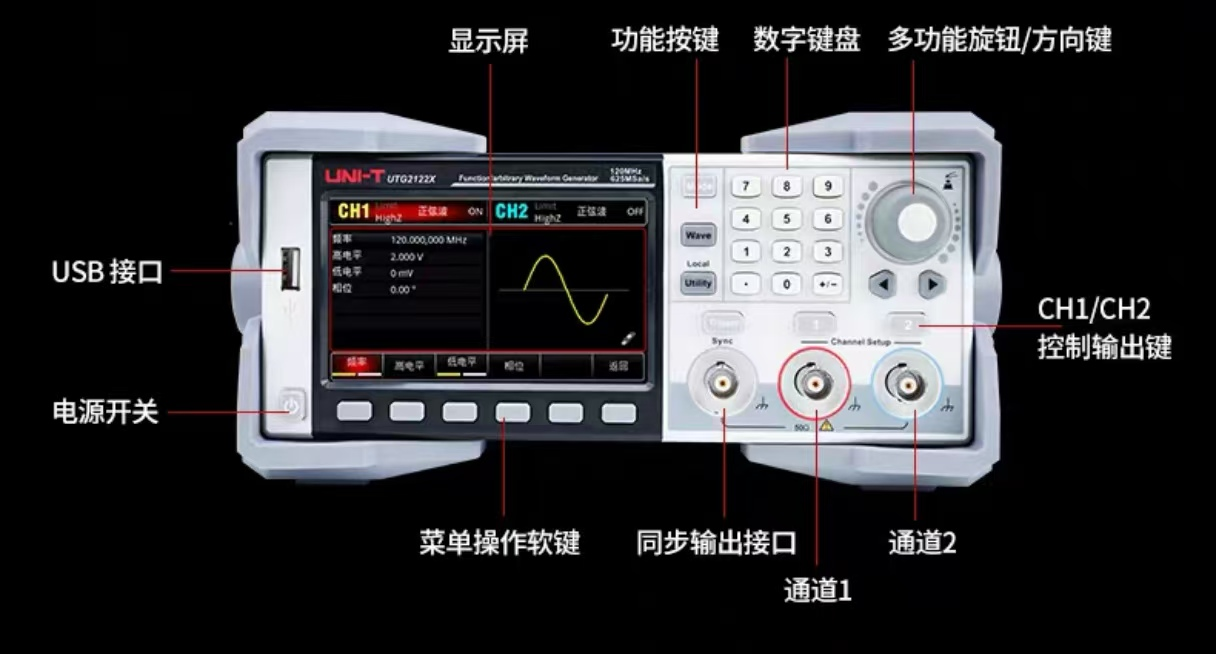 显示屏
功能按键
数字键盘
多功能旋钮/方向键
UNI-T UTG2122X
Function/arbitrary Waveform Generator
120MHz
625MSa/s
CH1 Limit HighZ 正弦波 ON
CH2 Limit HighZ 正弦波 OFF
频率 120.000,000 MHz
高电平 2.000 V
低电平 0 mV
相位 0.00 °
频率 高电平 低电平 相位 返回
Mode
Wave
Local
Utility
7 8 9
4 5 6
1 2 3
. 0 +/-
Sync
1
2
Channel Setup
50Ω
USB 接口
电源开关
CH1/CH2
控制输出键
菜单操作软键
同步输出接口
通道1
通道2